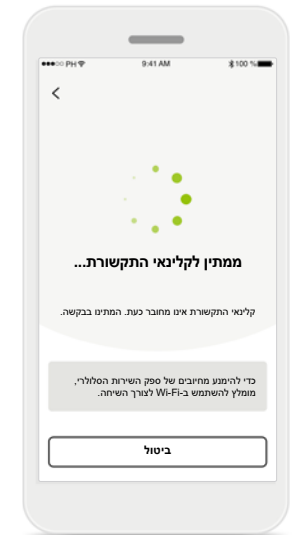 PH 9:41 AM 100 %
ממתין לקלינאי התקשורת...
קלינאי התקשורת אינו מחובר כעת. המתינו בבקשה.
כדי להימנע מחיובים של ספק השירות הסלולרי,
מומלץ להשתמש ב-Wi-Fi לצורך השיחה.
ביטול